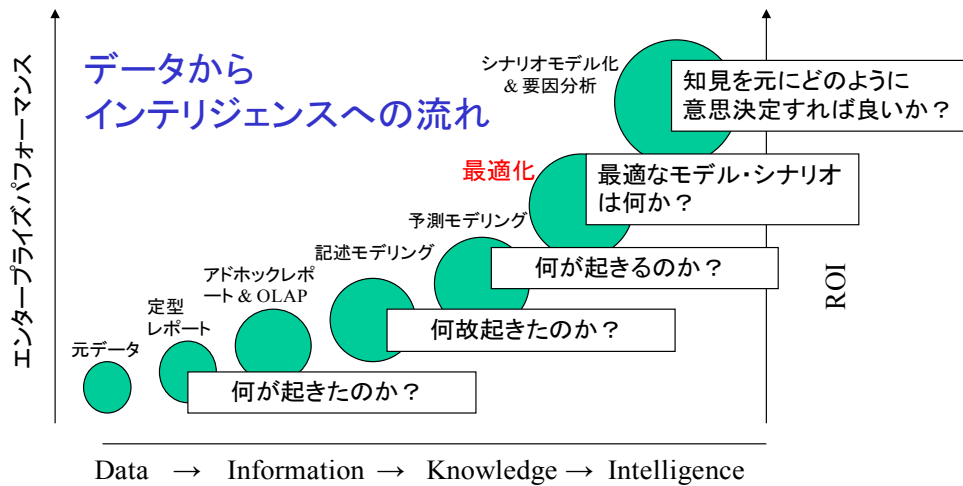 データから
インテリジェンスへの流れ
エンタープライズパフォーマンス
シナリオモデル化
& 要因分析
知見を元にどのように
意思決定すれば良いか？
最適化
最適なモデル・シナリオ
は何か？
予測モデリング
何が起きるのか？
記述モデリング
何故起きたのか？
アドホックレポ
ート & OLAP
定型
レポート
元データ
何が起きたのか？
ROI
Data → Information → Knowledge → Intelligence